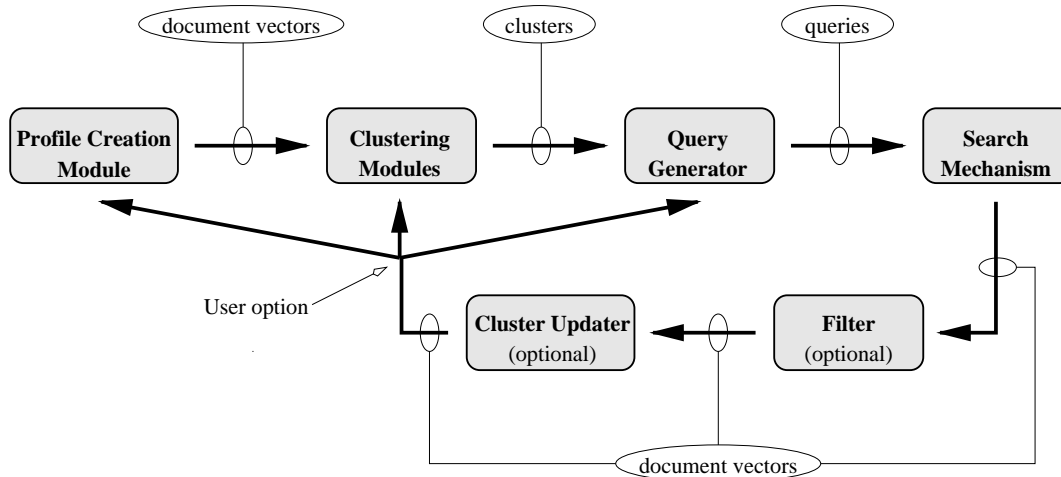 document vectors
clusters
queries
Profile Creation
Module
Clustering
Modules
Query
Generator
Search
Mechanism
User option
Cluster Updater
(optional)
Filter
(optional)
document vectors